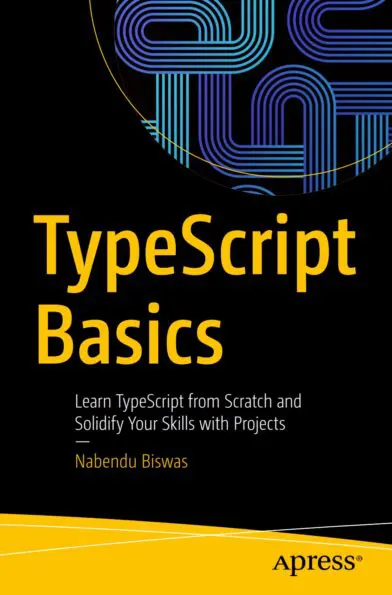 TypeScript
Basics
Learn TypeScript from Scratch and
Solidify Your Skills with Projects
—
Nabendu Biswas
Apress®